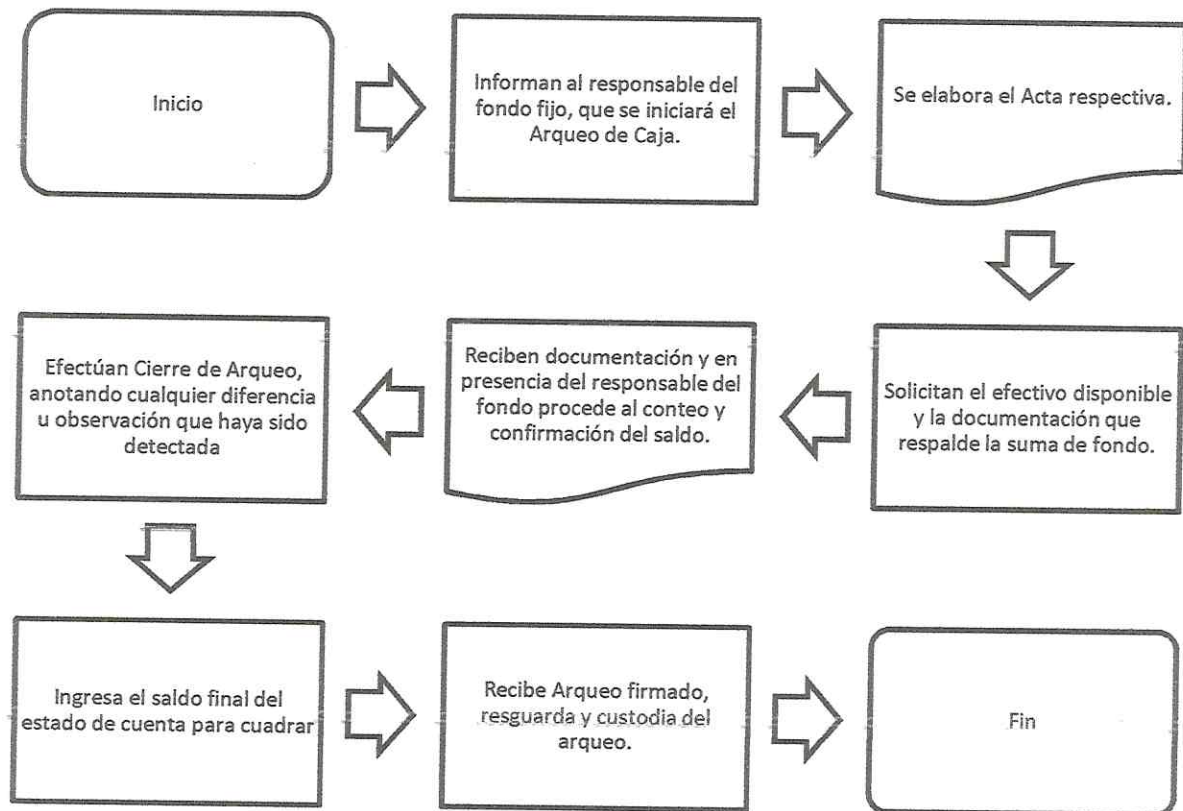 Inicio
Informan al responsable del
fondo fijo, que se iniciará el
Arqueo de Caja.
Se elabora el Acta respectiva.
Solicitan el efectivo disponible
y la documentación que
respalde la suma de fondo.
Reciben documentación y en
presencia del responsable del
fondo procede al conteo y
confirmación del saldo.
Efectúan Cierre de Arqueo,
anotando cualquier diferencia
u observación que haya sido
detectada
Ingresa el saldo final del
estado de cuenta para cuadrar
Recibe Arqueo firmado,
resguarda y custodia del
arqueo.
Fin